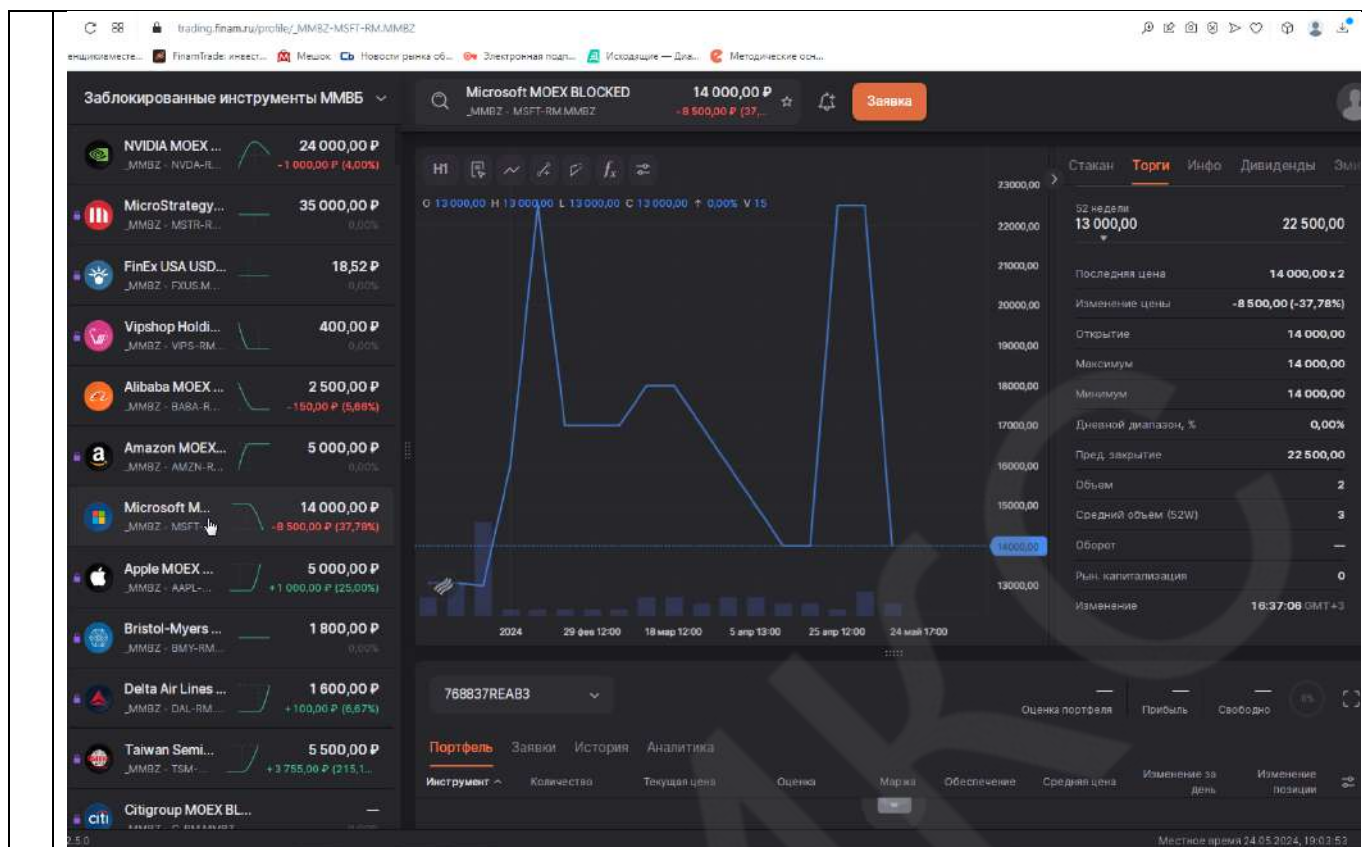 trading.finam.ru/profile/_MMBZ-MSFT-RM.MMBZ
енщикивместе... FinamTrade: инвест... Мешок Cb Новости рынка об... Электронная подп... Исходящие — Диа... Методические осн...
Заблокированные инструменты ММВБ
Microsoft MOEX BLOCKED 14 000,00 ₽
_MMBZ - MSFT-RM.MMBZ -8 500,00 ₽ (37,...
Заявка
NVIDIA MOEX ... 24 000,00 ₽
_MMBZ - NVDA-R... -1 000,00 ₽ (4,00%)
MicroStrategy... 35 000,00 ₽
_MMBZ - MSTR-R... 0,00%
FinEx USA USD... 18,52 ₽
_MMBZ - FXUS.M... 0,00%
Vipshop Holdi... 400,00 ₽
_MMBZ - VIPS-RM... 0,00%
Alibaba MOEX ... 2 500,00 ₽
_MMBZ - BABA-R... -150,00 ₽ (5,66%)
Amazon MOEX... 5 000,00 ₽
_MMBZ - AMZN-R... 0,00%
Microsoft M... 14 000,00 ₽
_MMBZ - MSFT- -8 500,00 ₽ (37,78%)
Apple MOEX ... 5 000,00 ₽
_MMBZ - AAPL-... +1 000,00 ₽ (25,00%)
Bristol-Myers ... 1 800,00 ₽
_MMBZ - BMY-RM... 0,00%
Delta Air Lines ... 1 600,00 ₽
_MMBZ - DAL-RM.... +100,00 ₽ (6,67%)
Taiwan Semi... 5 500,00 ₽
_MMBZ - TSM-... +3 755,00 ₽ (215,1...
citi Citigroup MOEX BL... —
2.5.0
H1
O 13 000,00 H 13 000,00 L 13 000,00 C 13 000,00 ↑ 0,00% V 15
23000,00
22000,00
21000,00
20000,00
19000,00
18000,00
17000,00
16000,00
15000,00
14000,00
13000,00
2024 29 фев 12:00 18 мар 12:00 5 апр 13:00 25 апр 12:00 24 май 17:00
Стакан Торги Инфо Дивиденды Эми
52 недели
13 000,00 22 500,00
Последняя цена 14 000,00 x 2
Изменение цены -8 500,00 (-37,78%)
Открытие 14 000,00
Максимум 14 000,00
Минимум 14 000,00
Дневной диапазон, % 0,00%
Пред. закрытие 22 500,00
Объем 2
Средний объём (52W) 3
Оборот —
Рын. капитализация 0
Изменение 16:37:06 GMT+3
768837REAB3
— — —
Оценка портфеля Прибыль Свободно
Портфель Заявки История Аналитика
Инструмент Количество Текущая цена Оценка Маржа Обеспечение Средняя цена Изменение за день Изменение позиции
Местное время 24.05.2024, 19:03:53